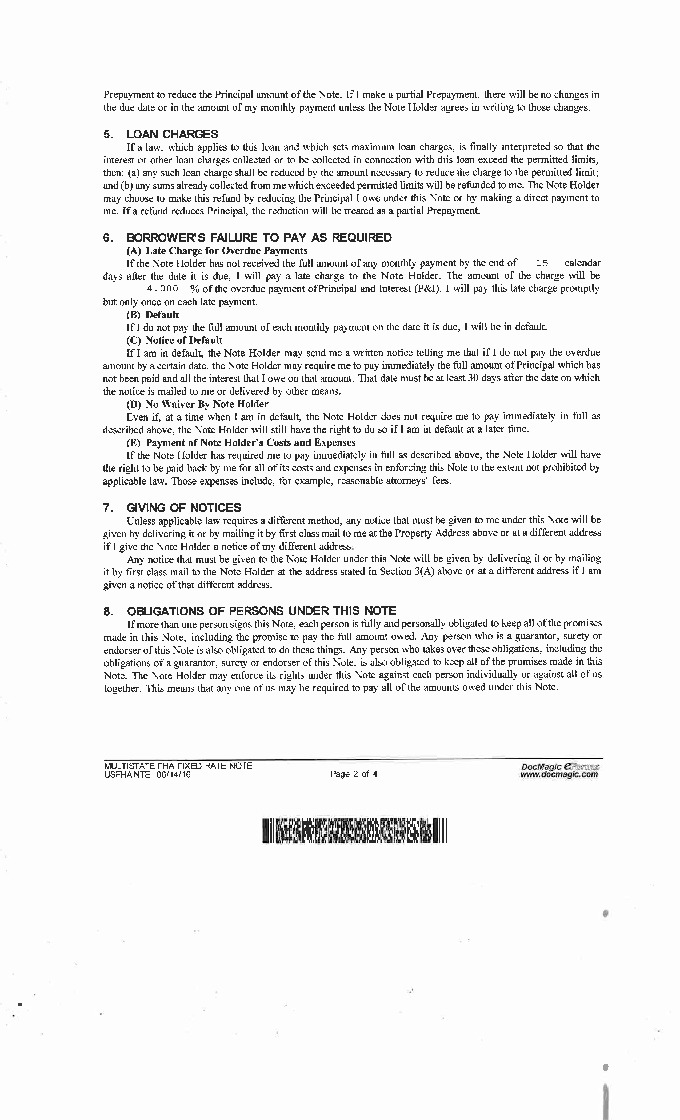 Prepayment to reduce the Principal amount of the Note. If I make a partial Prepayment, there will be no changes in
the due date or in the amount of my monthly payment unless the Note Holder agrees in writing to those changes.
5. LOAN CHARGES
If a law, which applies to this loan and which sets maximum loan charges, is finally interpreted so that the
interest or other loan charges collected or to be collected in connection with this loan exceed the permitted limits,
then: (a) any such loan charge shall be reduced by the amount necessary to reduce the charge to the permitted limit;
and (b) any sums already collected from me which exceeded permitted limits will be refunded to me. The Note Holder
may choose to make this refund by reducing the Principal I owe under this Note or by making a direct payment to
me. If a refund reduces Principal, the reduction will be treated as a partial Prepayment.
6. BORROWER'S FAILURE TO PAY AS REQUIRED
(A) Late Charge for Overdue Payments
If the Note Holder has not received the full amount of any monthly payment by the end of 15 calendar
days after the date it is due, I will pay a late charge to the Note Holder. The amount of the charge will be
4.000 % of the overdue payment of Principal and Interest (P&I). I will pay this late charge promptly
but only once on each late payment.
(B) Default
If I do not pay the full amount of each monthly payment on the date it is due, I will be in default.
(C) Notice of Default
If I am in default, the Note Holder may send me a written notice telling me that if I do not pay the overdue
amount by a certain date, the Note Holder may require me to pay immediately the full amount of Principal which has
not been paid and all the interest that I owe on that amount. That date must be at least 30 days after the date on which
the notice is mailed to me or delivered by other means.
(D) No Waiver By Note Holder
Even if, at a time when I am in default, the Note Holder does not require me to pay immediately in full as
described above, the Note Holder will still have the right to do so if I am in default at a later time.
(E) Payment of Note Holder's Costs and Expenses
If the Note Holder has required me to pay immediately in full as described above, the Note Holder will have
the right to be paid back by me for all of its costs and expenses in enforcing this Note to the extent not prohibited by
applicable law. Those expenses include, for example, reasonable attorneys' fees.
7. GIVING OF NOTICES
Unless applicable law requires a different method, any notice that must be given to me under this Note will be
given by delivering it or by mailing it by first class mail to me at the Property Address above or at a different address
if I give the Note Holder a notice of my different address.
Any notice that must be given to the Note Holder under this Note will be given by delivering it or by mailing
it by first class mail to the Note Holder at the address stated in Section 3(A) above or at a different address if I am
given a notice of that different address.
8. OBLIGATIONS OF PERSONS UNDER THIS NOTE
If more than one person signs this Note, each person is fully and personally obligated to keep all of the promises
made in this Note, including the promise to pay the full amount owed. Any person who is a guarantor, surety or
endorser of this Note is also obligated to do these things. Any person who takes over these obligations, including the
obligations of a guarantor, surety or endorser of this Note, is also obligated to keep all of the promises made in this
Note. The Note Holder may enforce its rights under this Note against each person individually or against all of us
together. This means that any one of us may be required to pay all of the amounts owed under this Note.
MULTISTATE FHA FIXED RATE NOTE DocMagic eForms
USFHA.NTE 06/14/16 Page 2 of 4 www.docmagic.com